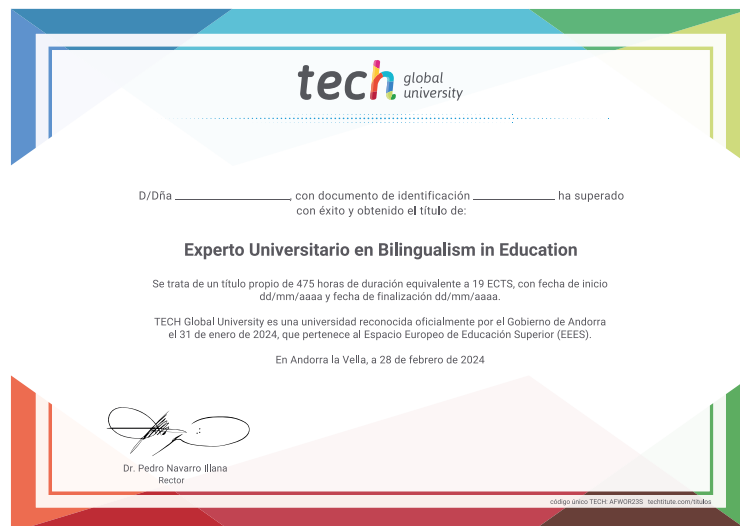 tech global
university
D/Dña ______________, con documento de identificación __________ ha superado
con éxito y obtenido el título de:
Experto Universitario en Bilingualism in Education
Se trata de un título propio de 475 horas de duración equivalente a 19 ECTS, con fecha de inicio
dd/mm/aaaa y fecha de finalización dd/mm/aaaa.
TECH Global University es una universidad reconocida oficialmente por el Gobierno de Andorra
el 31 de enero de 2024, que pertenece al Espacio Europeo de Educación Superior (EEES).
En Andorra la Vella, a 28 de febrero de 2024
Dr. Pedro Navarro Illana
Rector
código único TECH: AFWOR23S techtitute.com/titulos